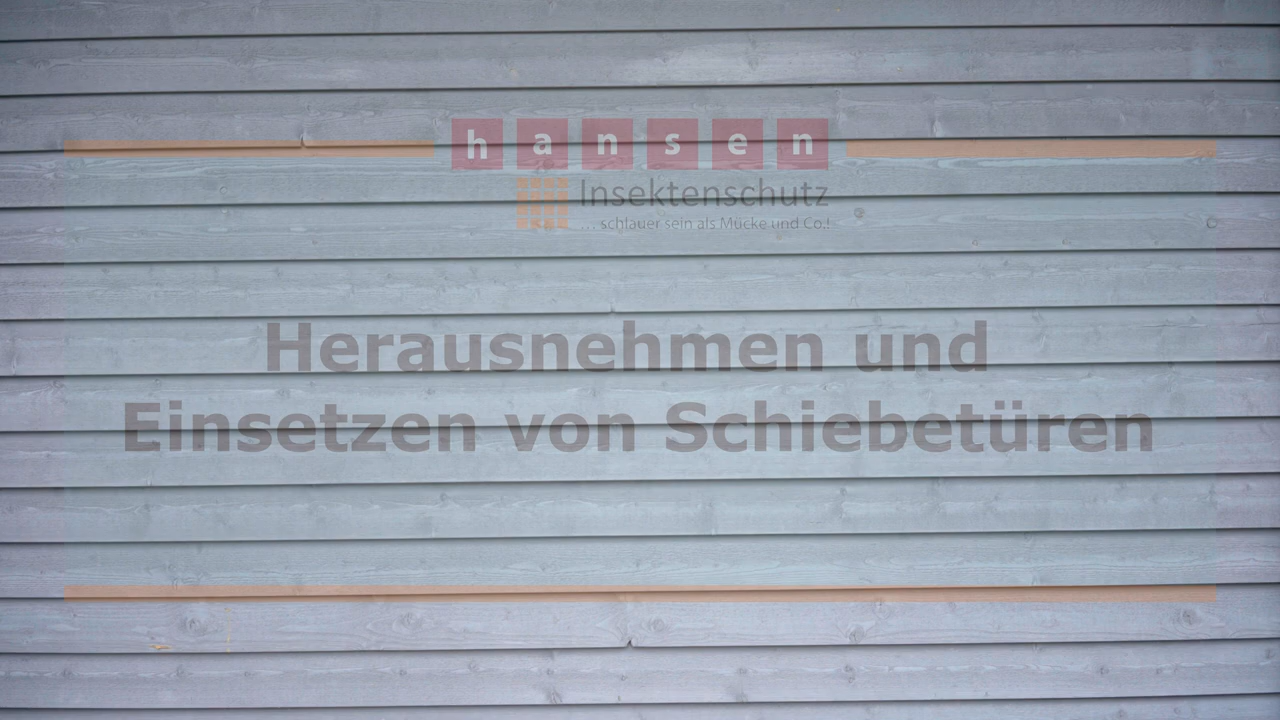 hansen
Insektenschutz
... schlauer sein als Mücke und Co.!
Herausnehmen und
Einsetzen von Schiebetüren